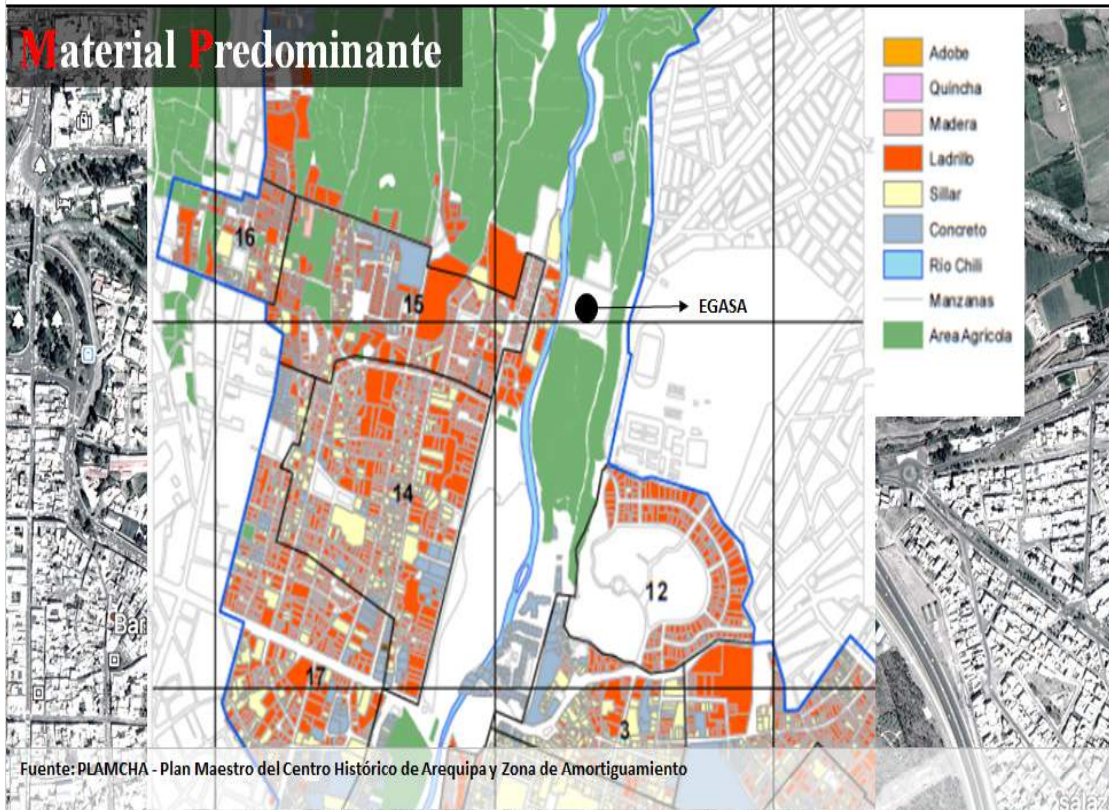 Material Predominante
Adobe
Quincha
Madera
Ladrillo
Sillar
Concreto
Río Chili
Manzanas
Area Agricola
EGASA
16
15
14
12
17
3
Fuente: PLAMCHA - Plan Maestro del Centro Histórico de Arequipa y Zona de Amortiguamiento